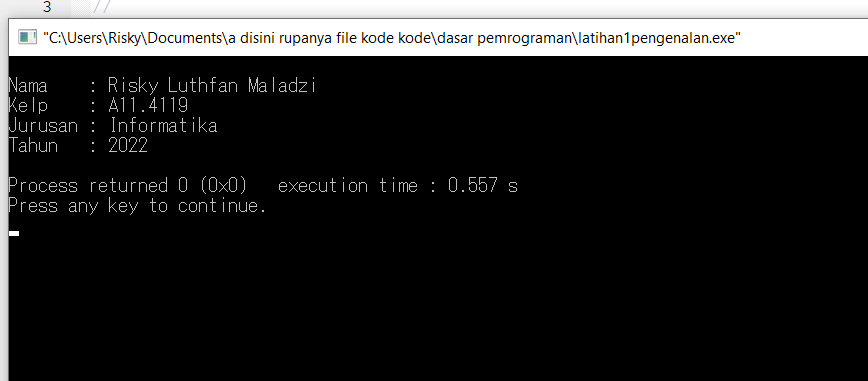 3 //
"C:\Users\Risky\Documents\a disini rupanya file kode kode\dasar pemrograman\latihan1pengenalan.exe"
Nama    : Risky Luthfan Maladzi
Kelp    : A11.4119
Jurusan : Informatika
Tahun   : 2022
Process returned 0 (0x0)   execution time : 0.557 s
Press any key to continue.